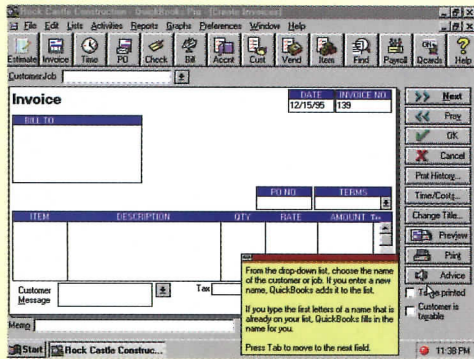 Rock Castle Construction - QuickBooks Pro - [Create Invoices]
File Edit Lists Activities Reports Graphs Preferences Window Help
Estimate Invoice Time PO Check Bill Accnt Cust Vend Item Find Payroll Qcards Help
Customer:Job
Invoice
DATE INVOICE NO.
12/15/95 139
BILL TO
P.O. NO. TERMS
ITEM DESCRIPTION QTY RATE AMOUNT Tax
From the drop-down list, choose the name
of the customer or job. If you enter a new
name, QuickBooks adds it to the list.
If you type the first letters of a name that is
already on your list, QuickBooks fills in the
name for you.
Press Tab to move to the next field.
Customer
Message
Tax
Memo
>> Next
<< Prev
OK
Cancel
Pmt History...
Time/Costs...
Change Title...
Preview
Print
Advice
To be printed
Customer is
taxable
Start Rock Castle Construc... 11:38 PM